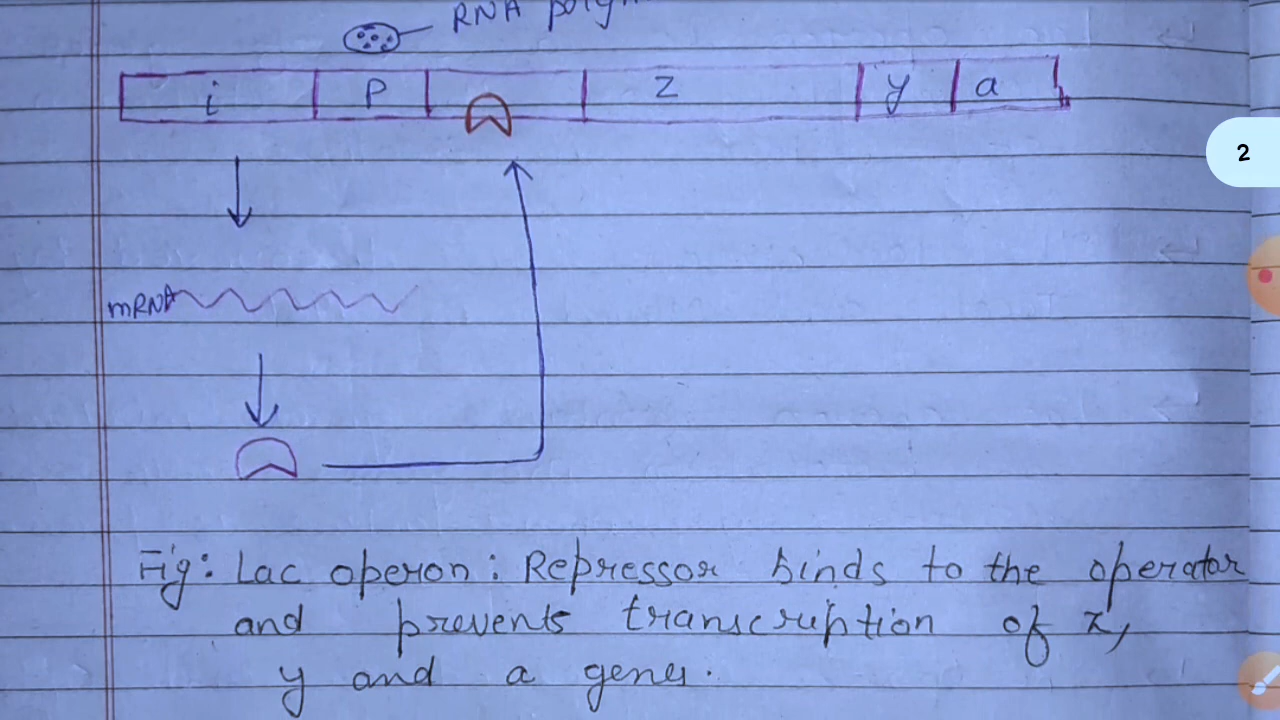 RNA
i P Z y a
2
mRNA
Fig: Lac operon: Repressor binds to the operator
and prevents transcription of z,
y and a genes.